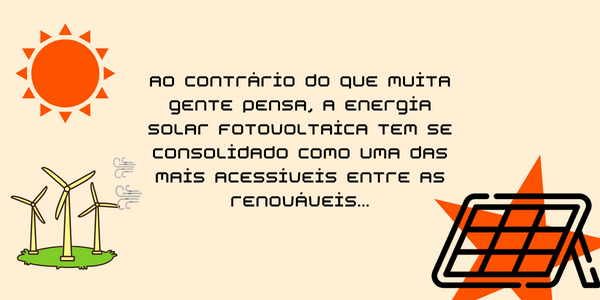 Ao contrário do que muita
gente pensa, a energia
solar fotovoltaica tem se
consolidado como uma das
mais acessíveis entre as
renováveis...